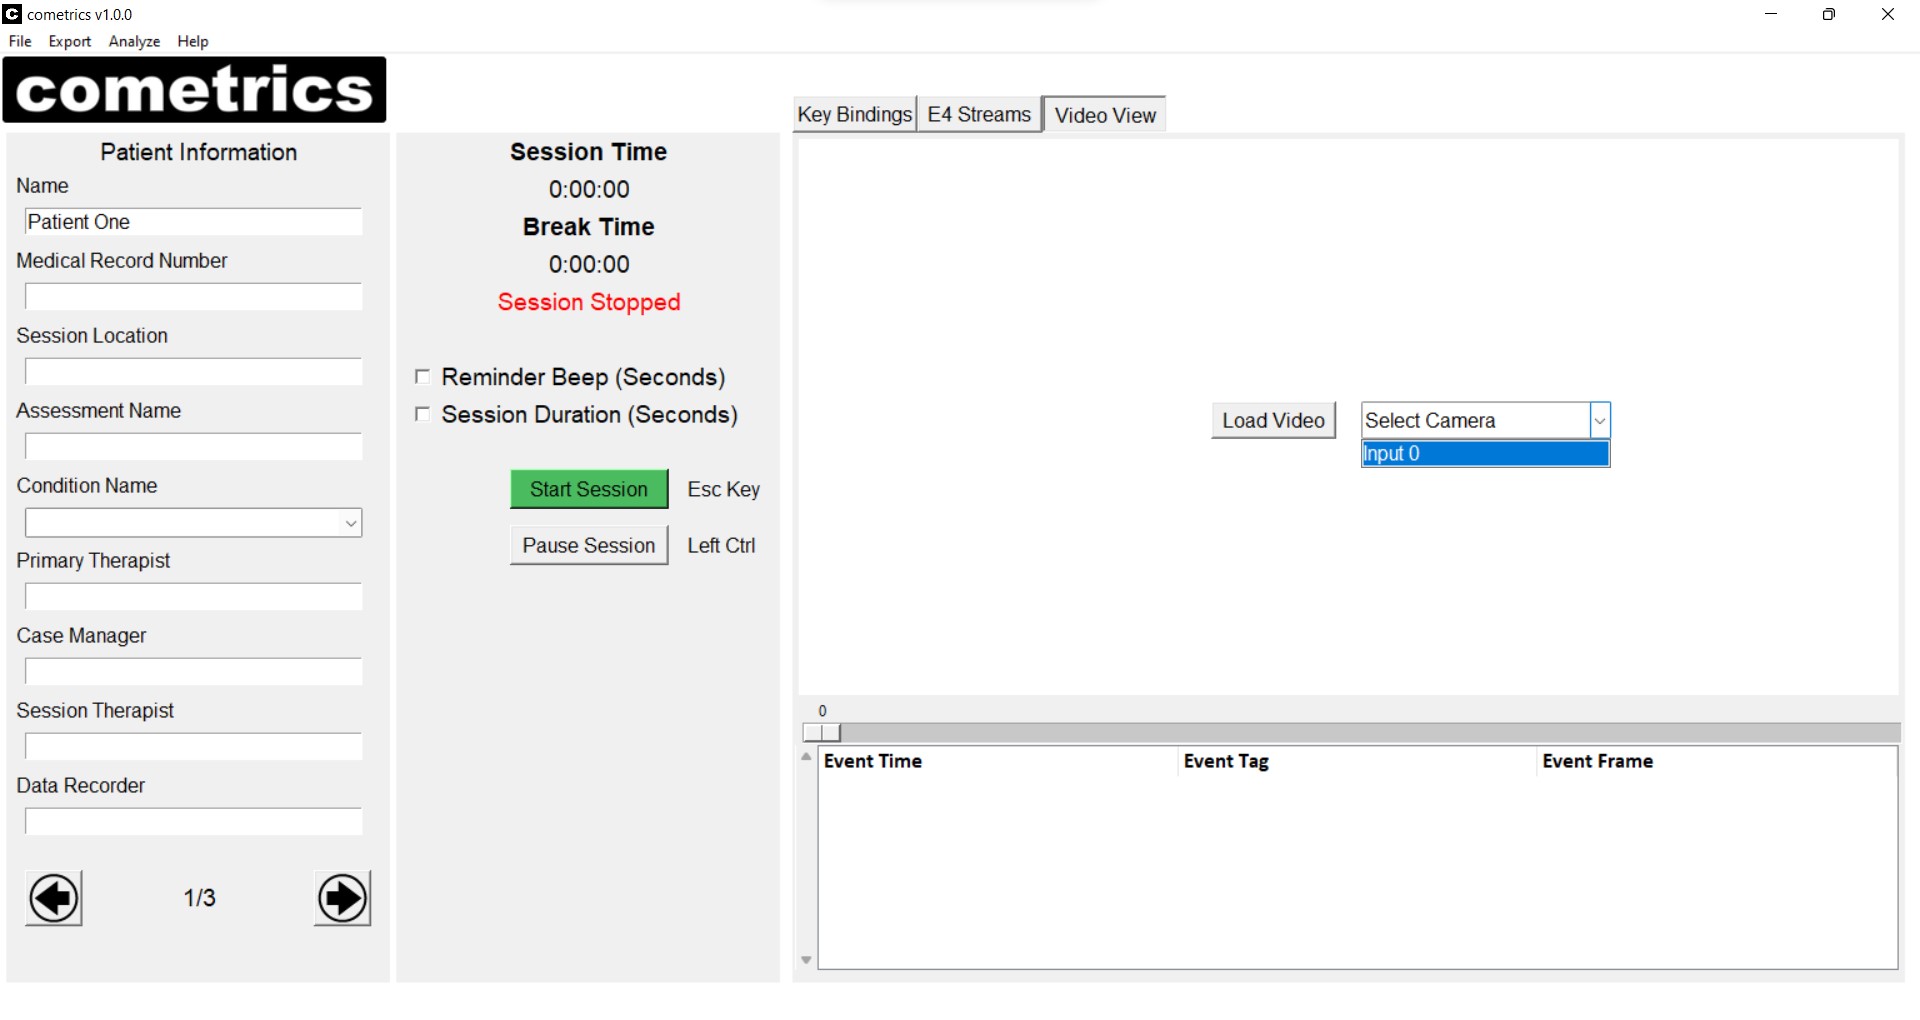 C cometrics v1.0.0
File Export Analyze Help
cometrics
Key Bindings E4 Streams Video View
Patient Information
Name
Patient One
Medical Record Number
Session Location
Assessment Name
Condition Name
Primary Therapist
Case Manager
Session Therapist
Data Recorder
1/3
Session Time
0:00:00
Break Time
0:00:00
Session Stopped
Reminder Beep (Seconds)
Session Duration (Seconds)
Start Session Esc Key
Pause Session Left Ctrl
Load Video Select Camera
Input 0
0
Event Time Event Tag Event Frame